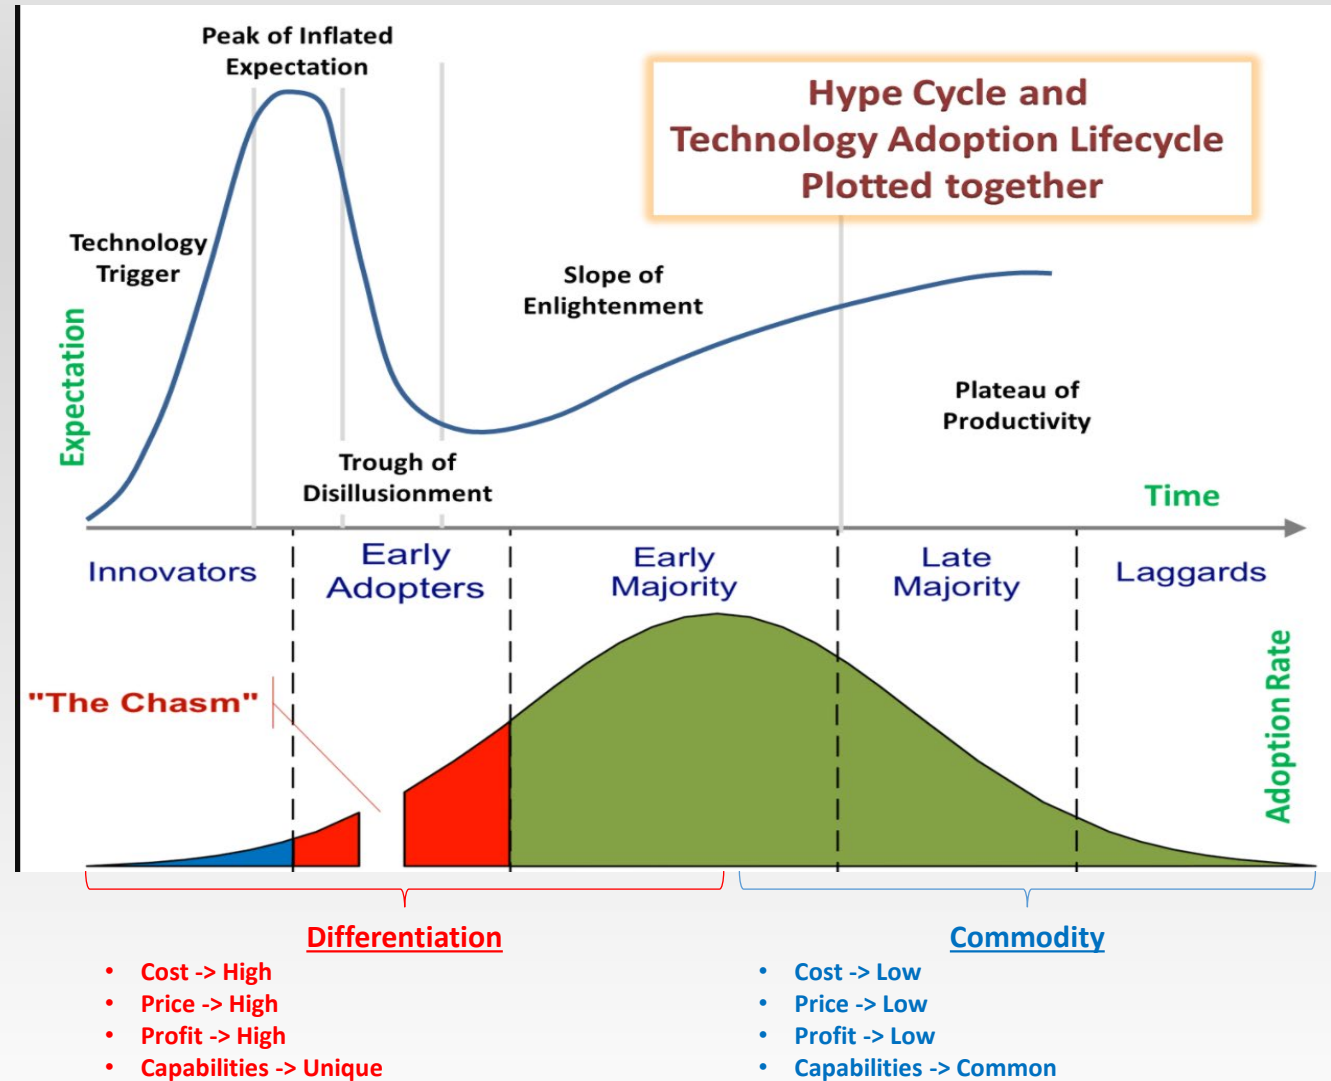 Peak of Inflated
Expectation
Hype Cycle and
Technology Adoption Lifecycle
Plotted together
Technology
Trigger
Slope of
Enlightenment
Expectation
Plateau of
Productivity
Trough of
Disillusionment
Time
Innovators
Early
Adopters
Early
Majority
Late
Majority
Laggards
"The Chasm"
Adoption Rate
Differentiation
• Cost -> High
• Price -> High
• Profit -> High
• Capabilities -> Unique
Commodity
• Cost -> Low
• Price -> Low
• Profit -> Low
• Capabilities -> Common